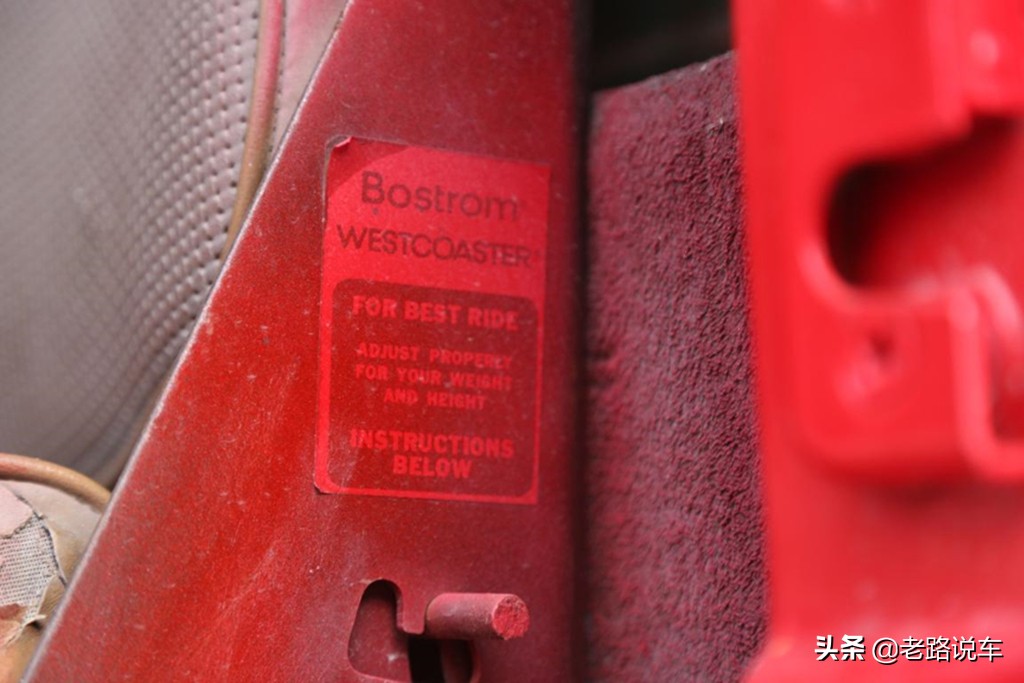 Bostrom
WESTCOASTER
FOR BEST RIDE
ADJUST PROPERLY
FOR YOUR WEIGHT
AND HEIGHT
INSTRUCTIONS
BELOW
头条 @老路说车